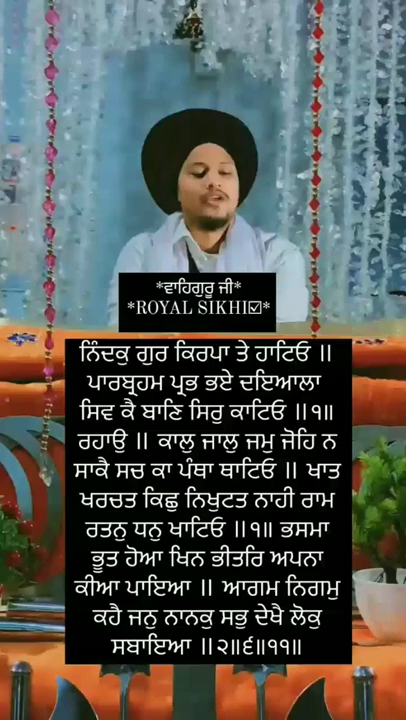 *ਵਾਹਿਗੁਰੂ ਜੀ*
*ROYAL SIKHI☑*
ਨਿੰਦਕੁ ਗੁਰ ਕਿਰਪਾ ਤੇ ਹਾਟਿਓ ॥
ਪਾਰਬ੍ਰਹਮ ਪ੍ਰਭ ਭਏ ਦਇਆਲਾ
ਸਿਵ ਕੈ ਬਾਣਿ ਸਿਰੁ ਕਾਟਿਓ ॥੧॥
ਰਹਾਉ ॥ ਕਾਲੁ ਜਾਲੁ ਜਮੁ ਜੋਹਿ ਨ
ਸਾਕੈ ਸਚ ਕਾ ਪੰਥਾ ਥਾਟਿਓ ॥ ਖਾਤ
ਖਰਚਤ ਕਿਛੁ ਨਿਖੁਟਤ ਨਾਹੀ ਰਾਮ
ਰਤਨੁ ਧਨੁ ਖਾਟਿਓ ॥੧॥ ਭਸਮਾ
ਭੂਤ ਹੋਆ ਖਿਨ ਭੀਤਰਿ ਅਪਨਾ
ਕੀਆ ਪਾਇਆ ॥ ਆਗਮ ਨਿਗਮੁ
ਕਹੈ ਜਨੁ ਨਾਨਕੁ ਸਭੁ ਦੇਖੈ ਲੋਕੁ
ਸਬਾਇਆ ॥੨॥੬॥੧੧॥